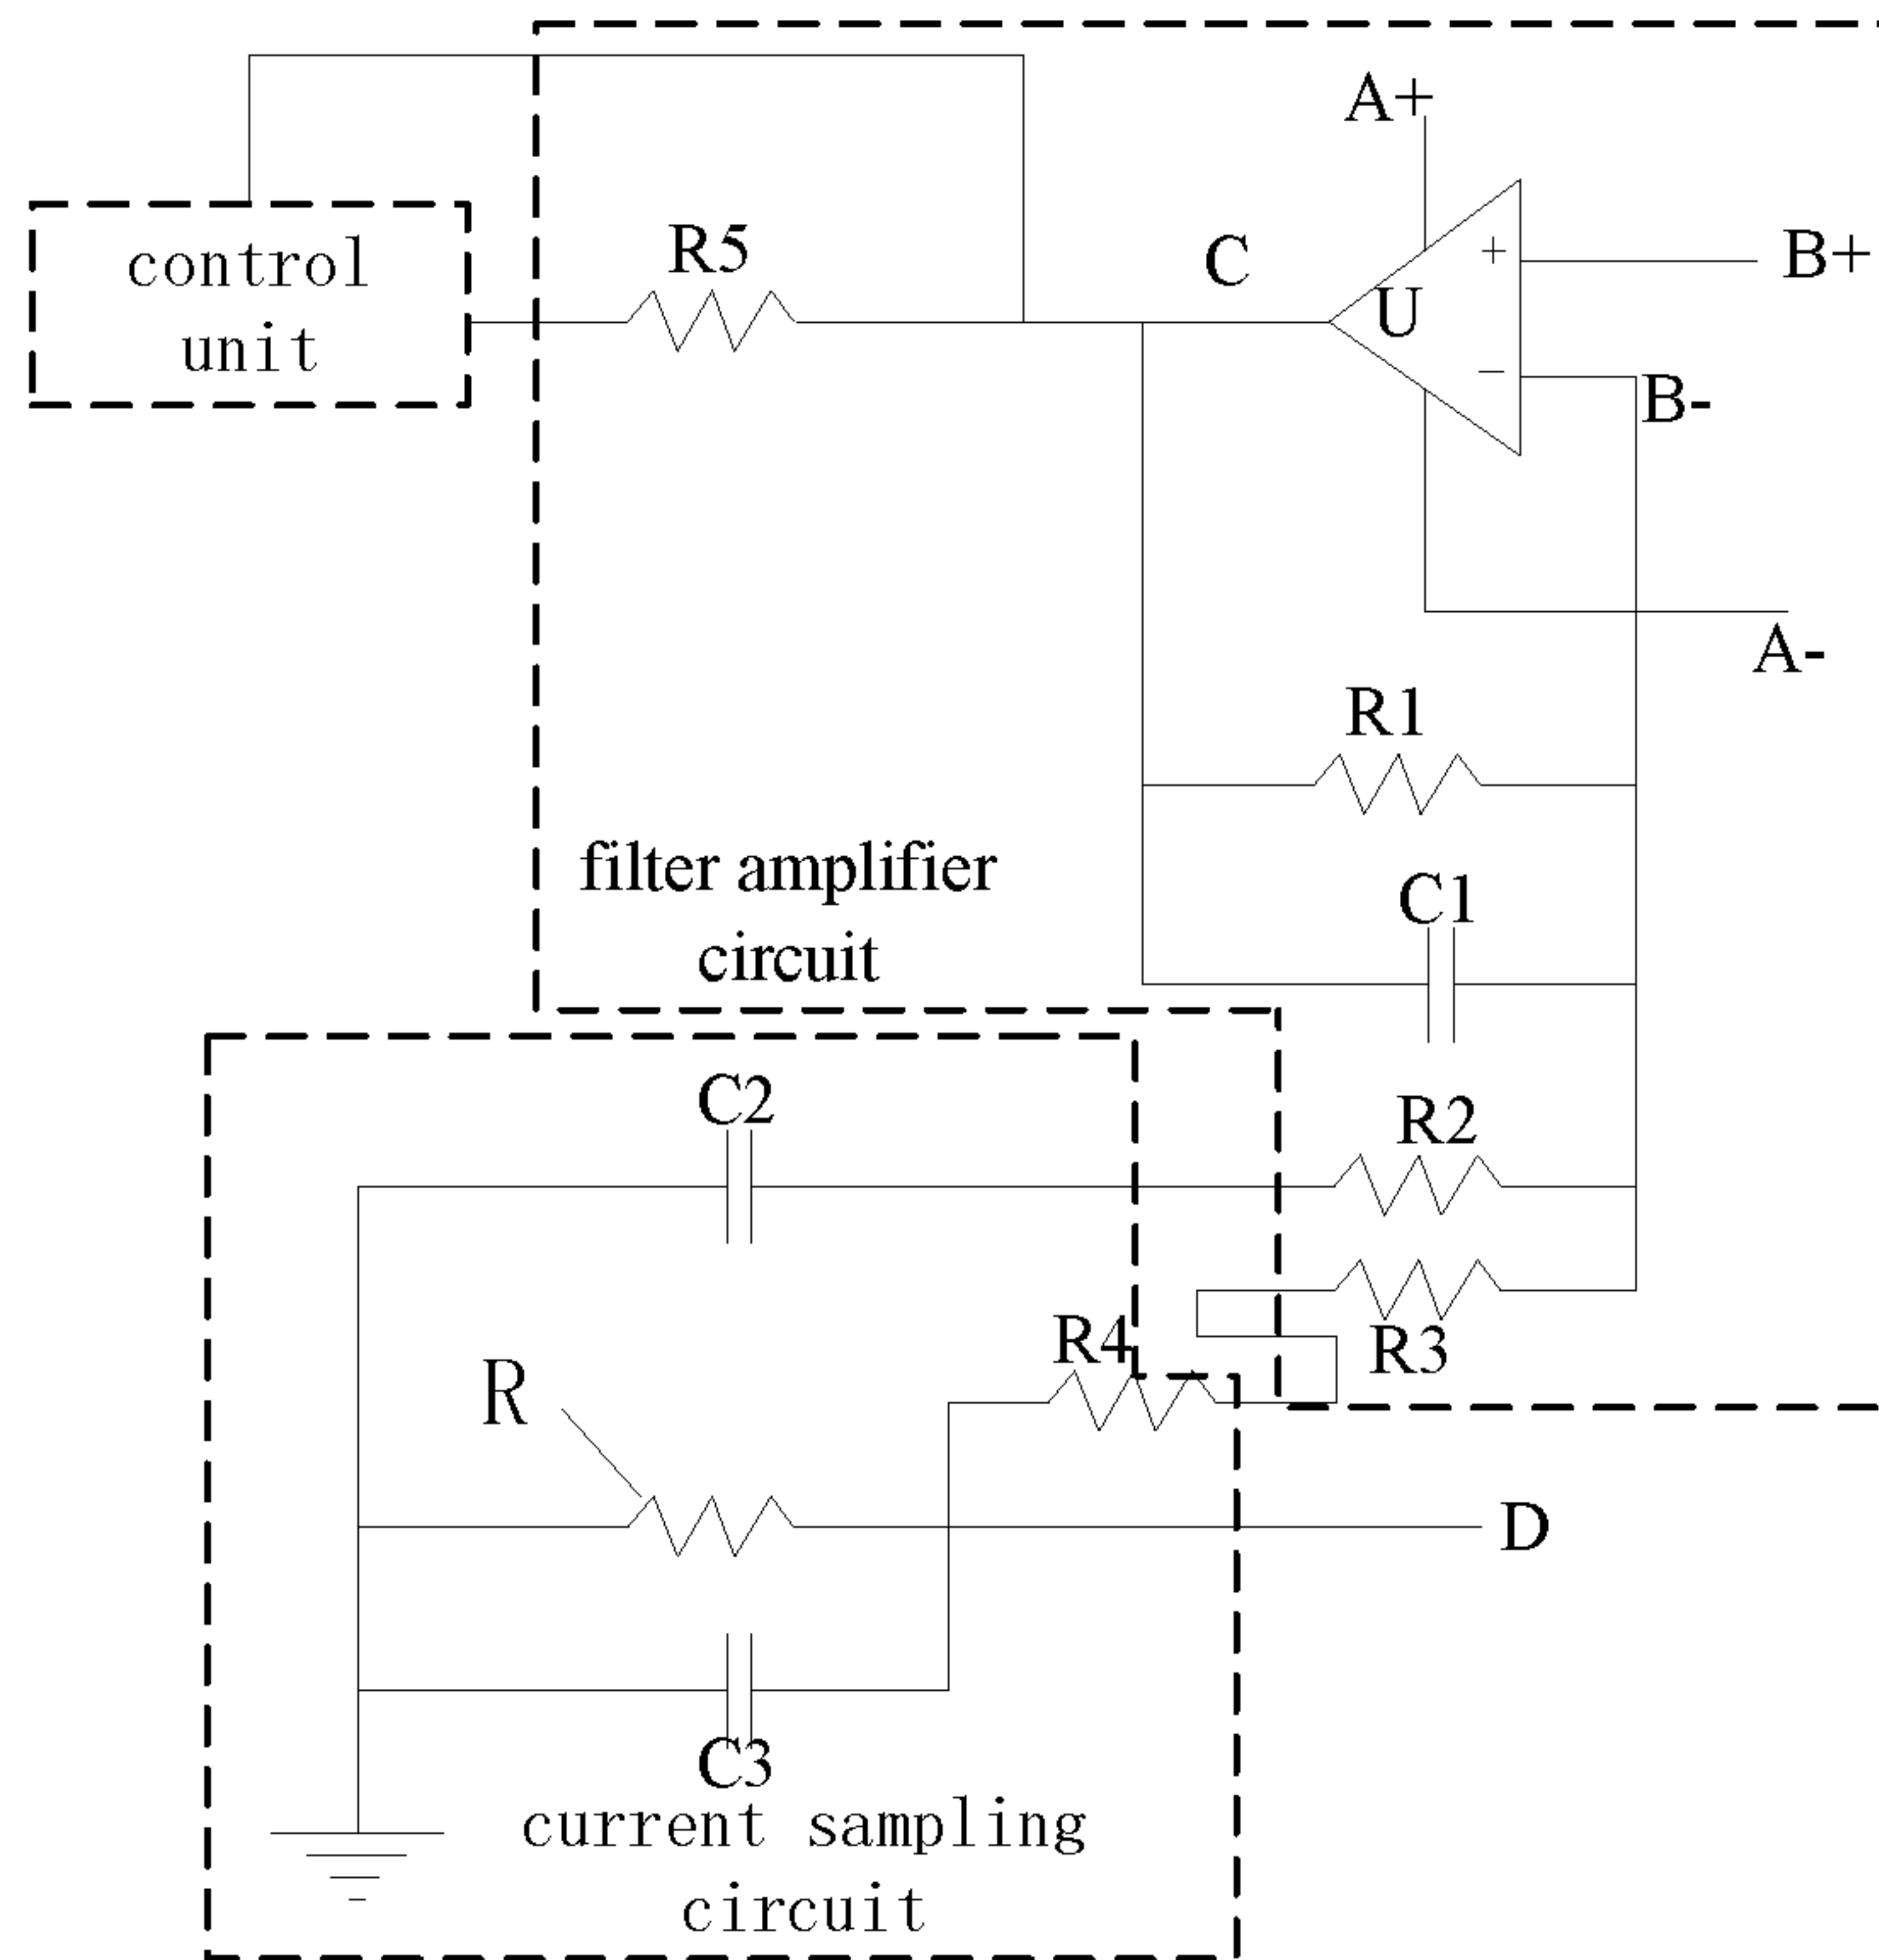 A+
control
unit
R5
C
+
B+
U
−
B-
A-
R1
filter amplifier
circuit
C1
C2
R2
R4
R3
R
D
C3
current sampling
circuit